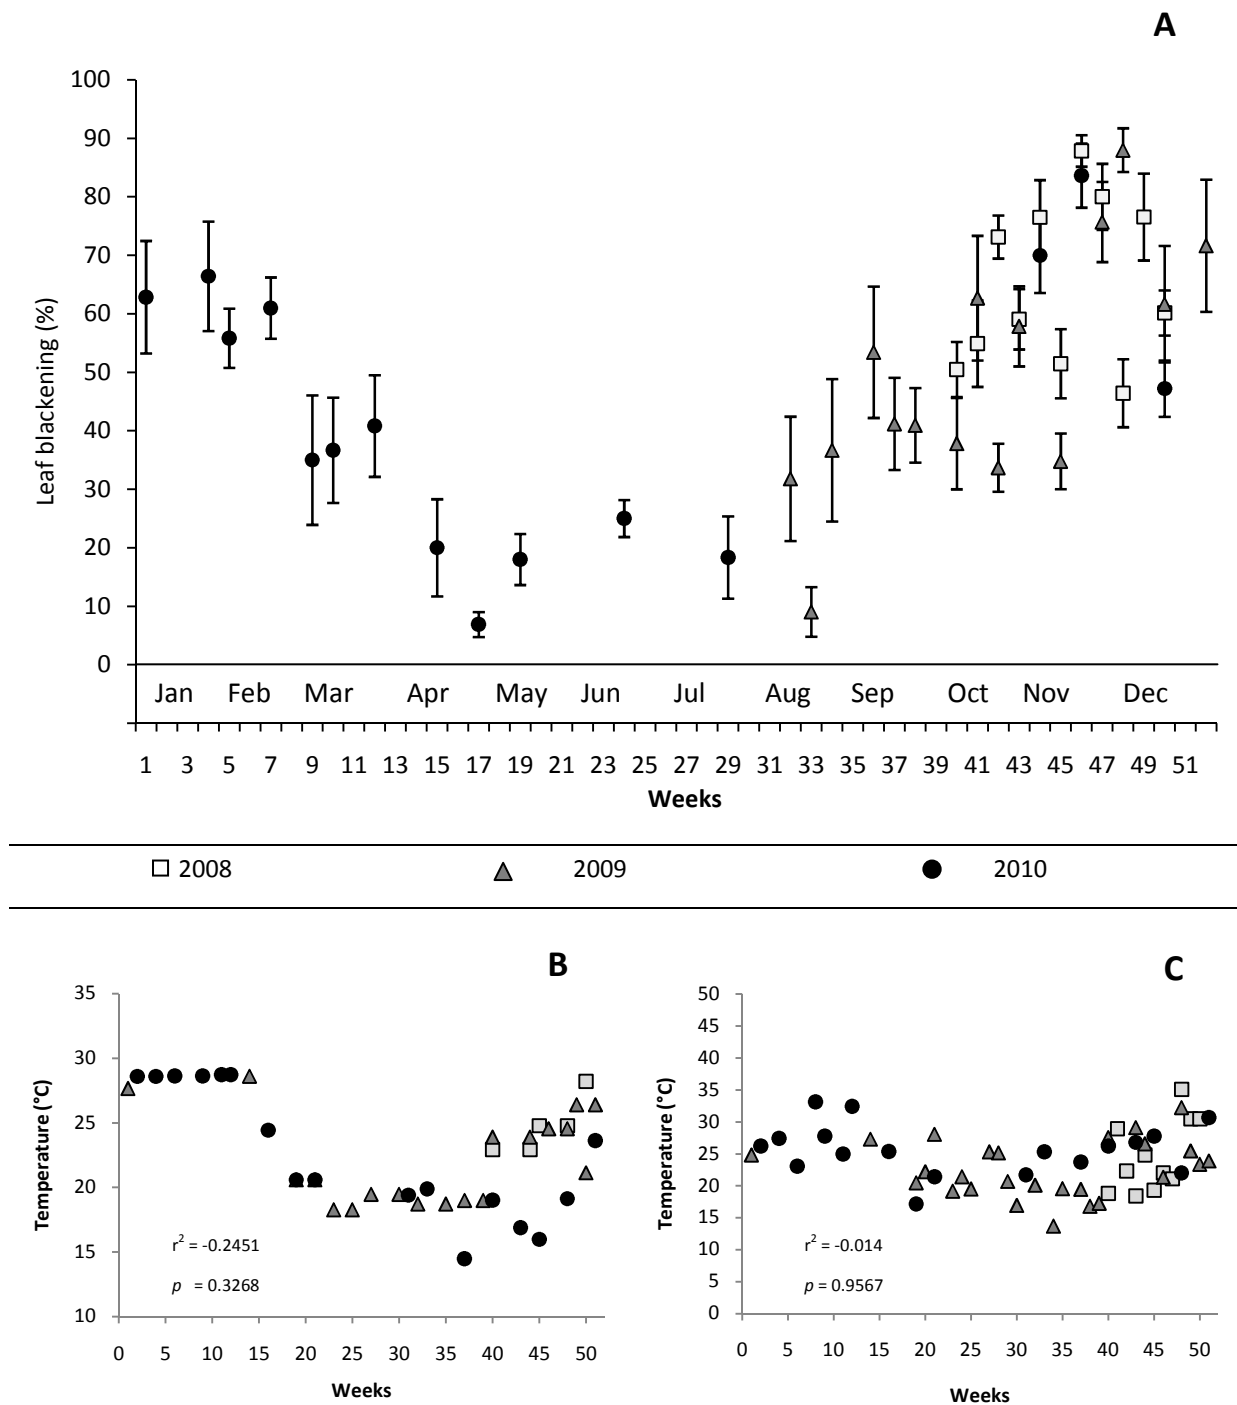 A
100
90
80
70
60
50
40
30
20
10
0
Leaf blackening (%)
Jan Feb Mar Apr May Jun Jul Aug Sep Oct Nov Dec
1 3 5 7 9 11 13 15 17 19 21 23 25 27 29 31 33 35 37 39 41 43 45 47 49 51
Weeks
2008 2009 2010
B
35
30
25
20
15
10
Temperature (°C)
r² = -0.2451
p = 0.3268
0 5 10 15 20 25 30 35 40 45 50
Weeks
C
50
45
40
35
30
25
20
15
10
5
0
Temperature (°C)
r² = -0.014
p = 0.9567
0 5 10 15 20 25 30 35 40 45 50
Weeks